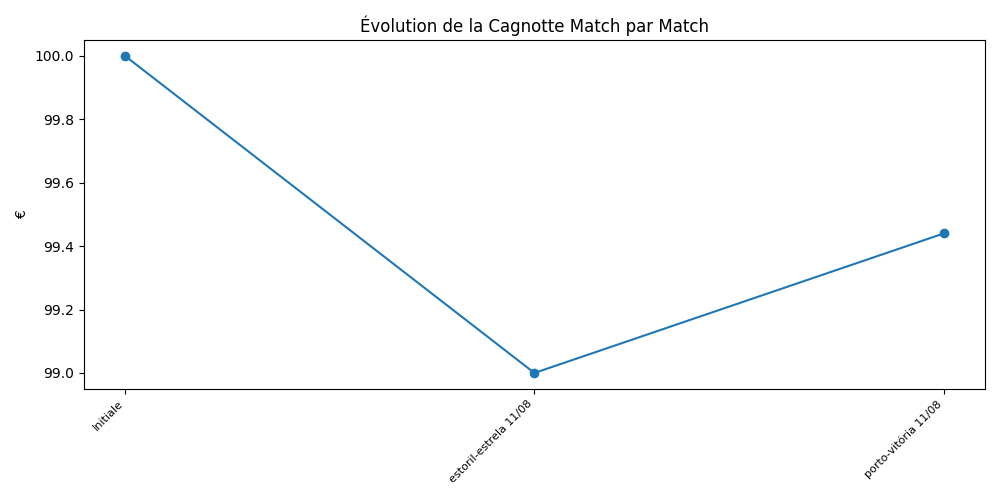 Évolution de la Cagnotte Match par Match
100.0
99.8
99.6
99.4
99.2
99.0
€
Initiale
estoril-estrela 11/08
porto-vitória 11/08